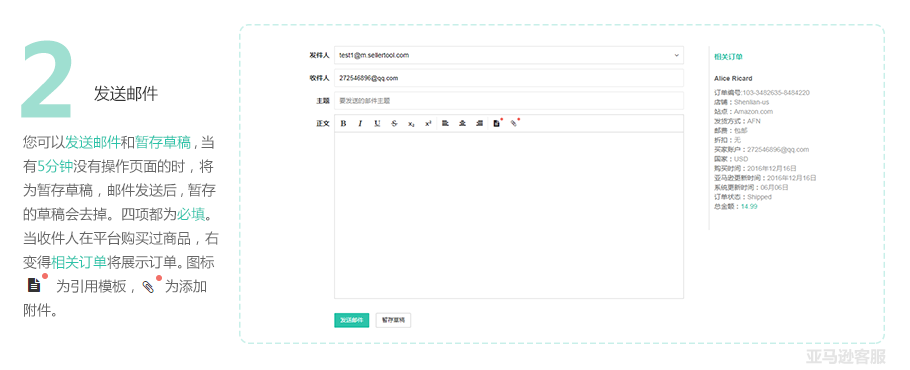 2
发送邮件
您可以发送邮件和暂存草稿,当
有5分钟没有操作页面的时,将
为暂存草稿,邮件发送后,暂存
的草稿会去掉。四项都为必填。
当收件人在平台购买过商品,右
变得相关订单将展示订单。图标
为引用模板, 为添加
附件。
发件人 test1@m.sellertool.com
收件人 272546896@qq.com
主题 要发送的邮件主题
正文 B I U S x₂ x²
发送邮件 暂存草稿
相关订单
Alice Ricard
订单编号:103-3482635-8484220
店铺:Shenlian-us
站点:Amazon.com
发货方式:AFN
邮费:包邮
折扣:无
买家账户:272546896@qq.com
国家:USD
购买时间:2016年12月16日
亚马逊更新时间:2016年12月16日
系统更新时间:06月06日
订单状态:Shipped
总金额:14.99
亚马逊客服